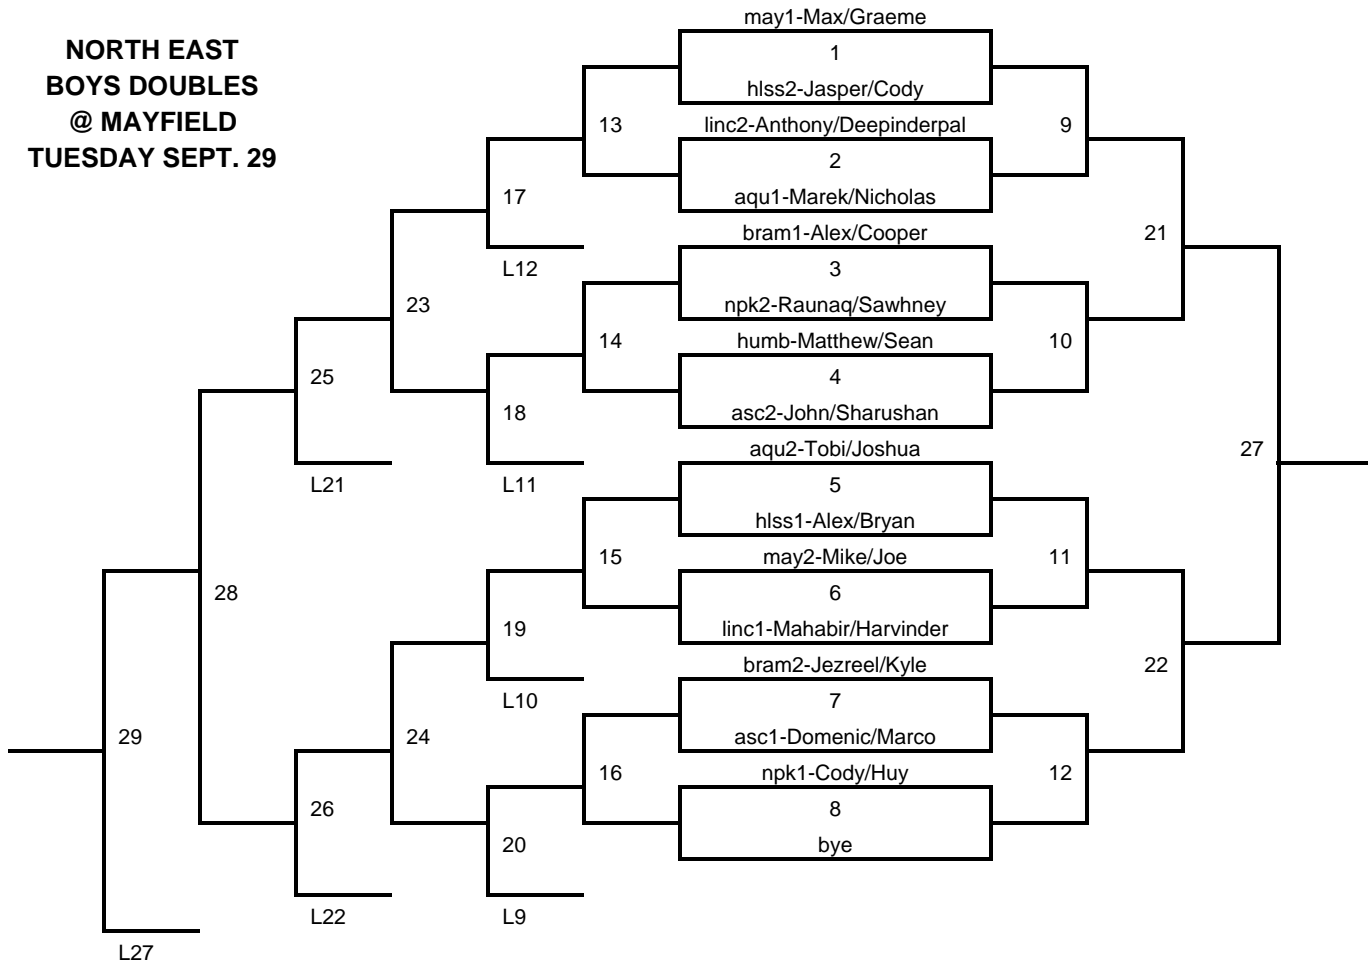 NORTH EAST
BOYS DOUBLES
@ MAYFIELD
TUESDAY SEPT. 29
may1-Max/Graeme
1
hlss2-Jasper/Cody
13
linc2-Anthony/Deepinderpal
9
2
17
aqu1-Marek/Nicholas
bram1-Alex/Cooper
21
L12
3
23
npk2-Raunaq/Sawhney
14
humb-Matthew/Sean
10
25
4
18
asc2-John/Sharushan
aqu2-Tobi/Joshua
27
L21
L11
5
hlss1-Alex/Bryan
15
may2-Mike/Joe
11
28
6
19
linc1-Mahabir/Harvinder
bram2-Jezreel/Kyle
22
L10
7
29
24
asc1-Domenic/Marco
16
npk1-Cody/Huy
12
26
8
20
bye
L22
L9
L27